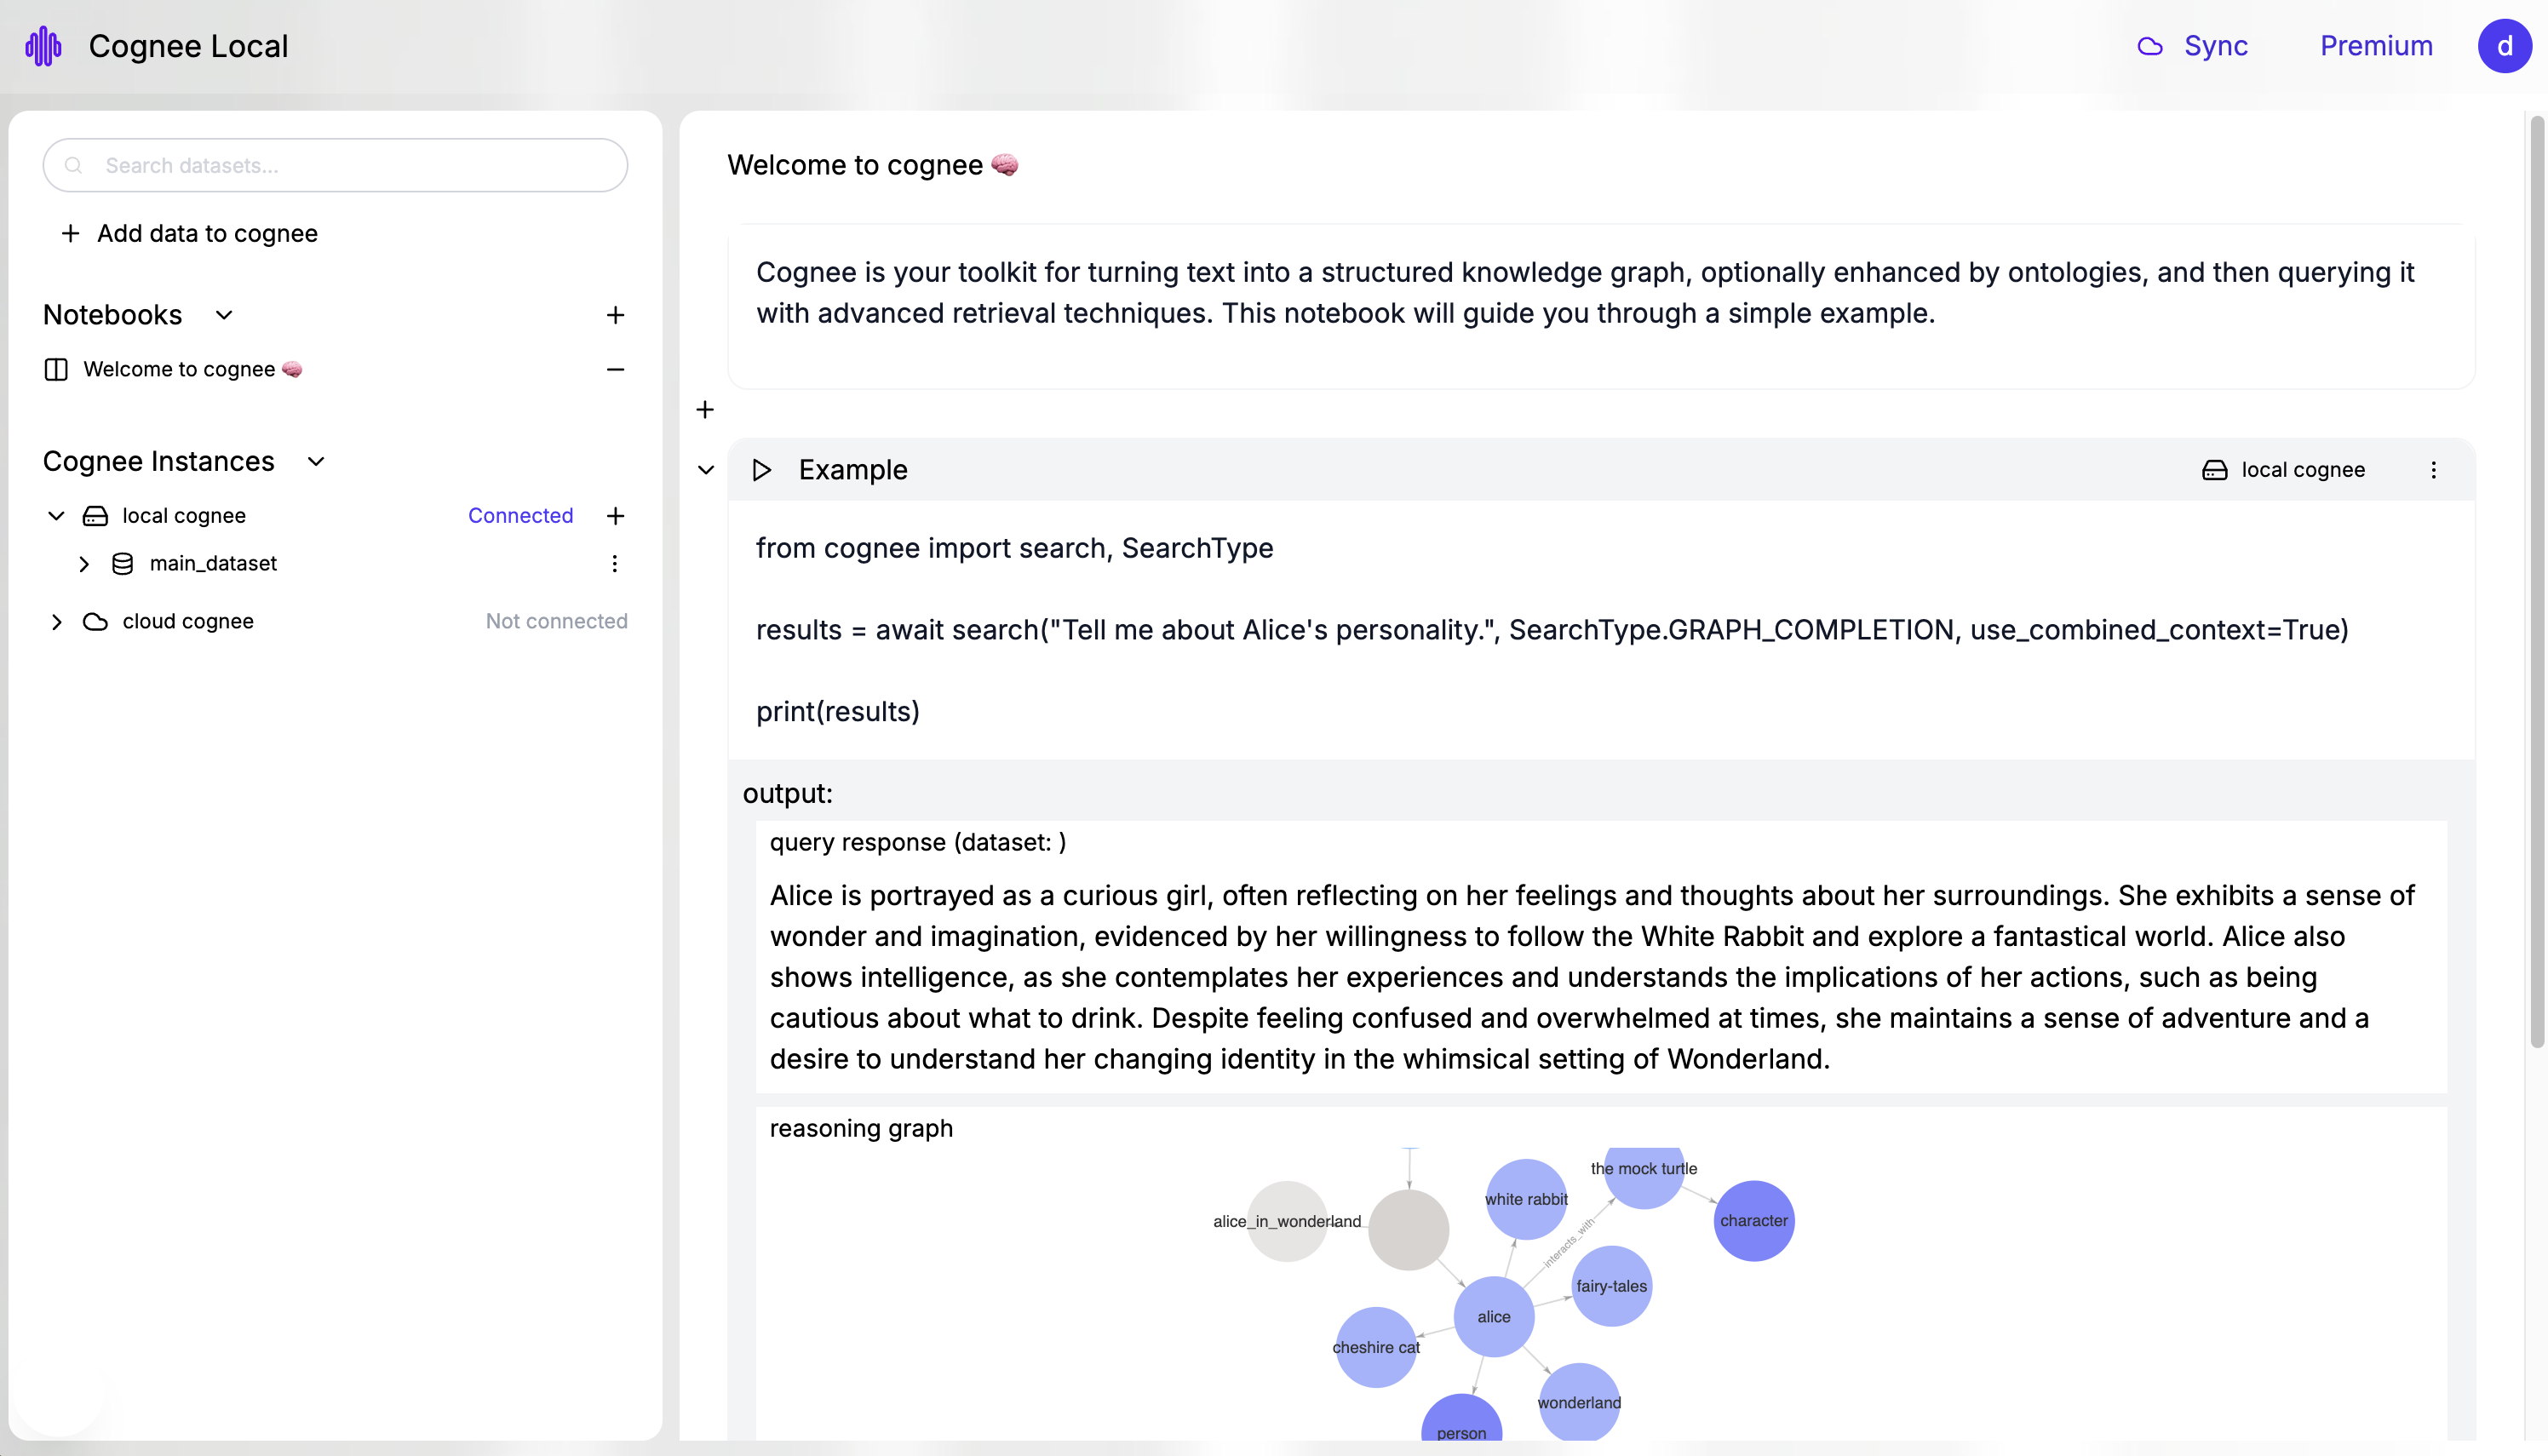 Cognee Local
Sync
Premium
d
Search datasets...
+ Add data to cognee
Notebooks
Welcome to cognee 🧠
Cognee Instances
local cognee
Connected
main_dataset
cloud cognee
Not connected
Welcome to cognee 🧠
Cognee is your toolkit for turning text into a structured knowledge graph, optionally enhanced by ontologies, and then querying it
with advanced retrieval techniques. This notebook will guide you through a simple example.
Example
local cognee
from cognee import search, SearchType
results = await search("Tell me about Alice's personality.", SearchType.GRAPH_COMPLETION, use_combined_context=True)
print(results)
output:
query response (dataset: )
Alice is portrayed as a curious girl, often reflecting on her feelings and thoughts about her surroundings. She exhibits a sense of
wonder and imagination, evidenced by her willingness to follow the White Rabbit and explore a fantastical world. Alice also
shows intelligence, as she contemplates her experiences and understands the implications of her actions, such as being
cautious about what to drink. Despite feeling confused and overwhelmed at times, she maintains a sense of adventure and a
desire to understand her changing identity in the whimsical setting of Wonderland.
reasoning graph
the mock turtle
white rabbit
alice_in_wonderland
character
interacts_with
fairy-tales
alice
cheshire cat
wonderland
person